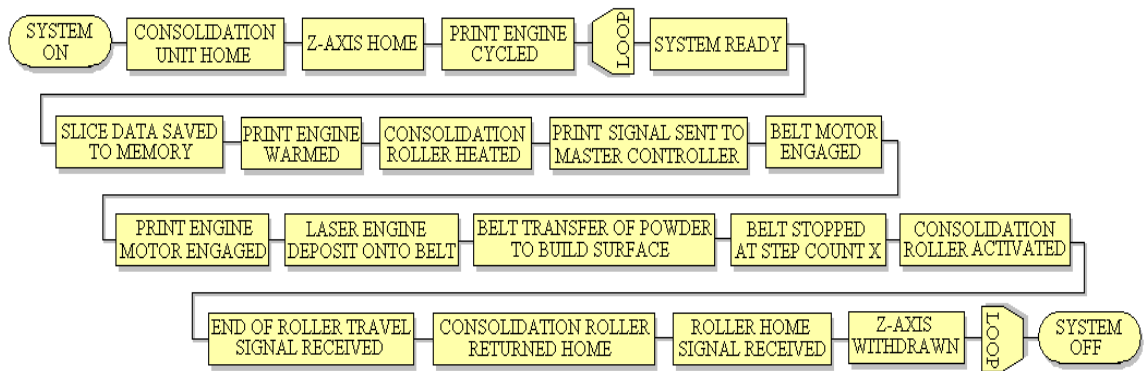 SYSTEM
ON
CONSOLIDATION
UNIT HOME
Z-AXIS HOME
PRINT ENGINE
CYCLED
LOOP
SYSTEM READY
SLICE DATA SAVED
TO MEMORY
PRINT ENGINE
WARMED
CONSOLIDATION
ROLLER HEATED
PRINT SIGNAL SENT TO
MASTER CONTROLLER
BELT MOTOR
ENGAGED
PRINT ENGINE
MOTOR ENGAGED
LASER ENGINE
DEPOSIT ONTO BELT
BELT TRANSFER OF POWDER
TO BUILD SURFACE
BELT STOPPED
AT STEP COUNT X
CONSOLIDATION
ROLLER ACTIVATED
END OF ROLLER TRAVEL
SIGNAL RECEIVED
CONSOLIDATION ROLLER
RETURNED HOME
ROLLER HOME
SIGNAL RECEIVED
Z-AXIS
WITHDRAWN
LOOP
SYSTEM
OFF